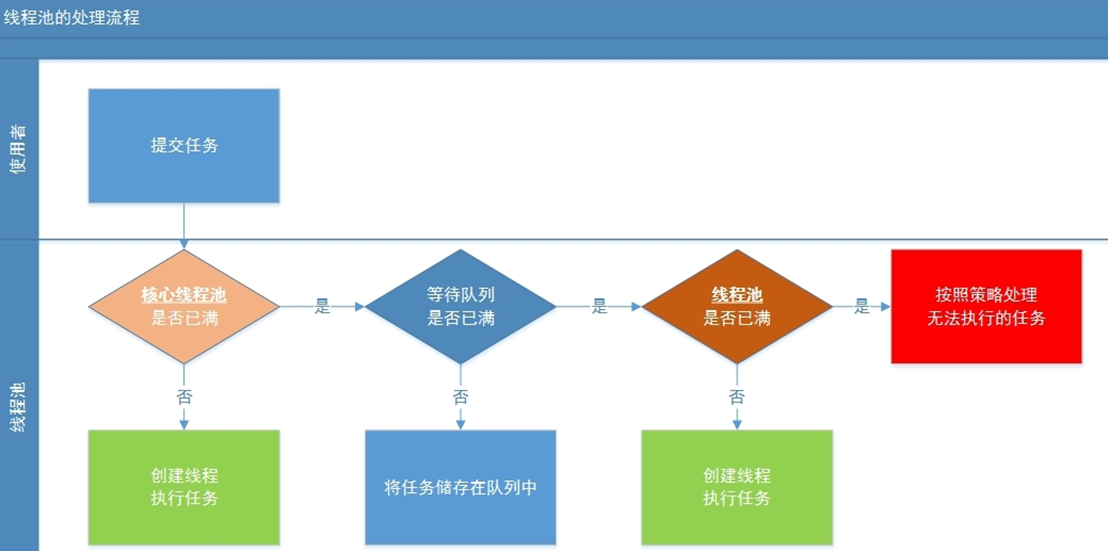 线程池的处理流程
使用者
提交任务
线程池
核心线程池
是否已满
是
等待队列
是否已满
是
线程池
是否已满
是
按照策略处理
无法执行的任务
否
否
否
创建线程
执行任务
将任务储存在队列中
创建线程
执行任务